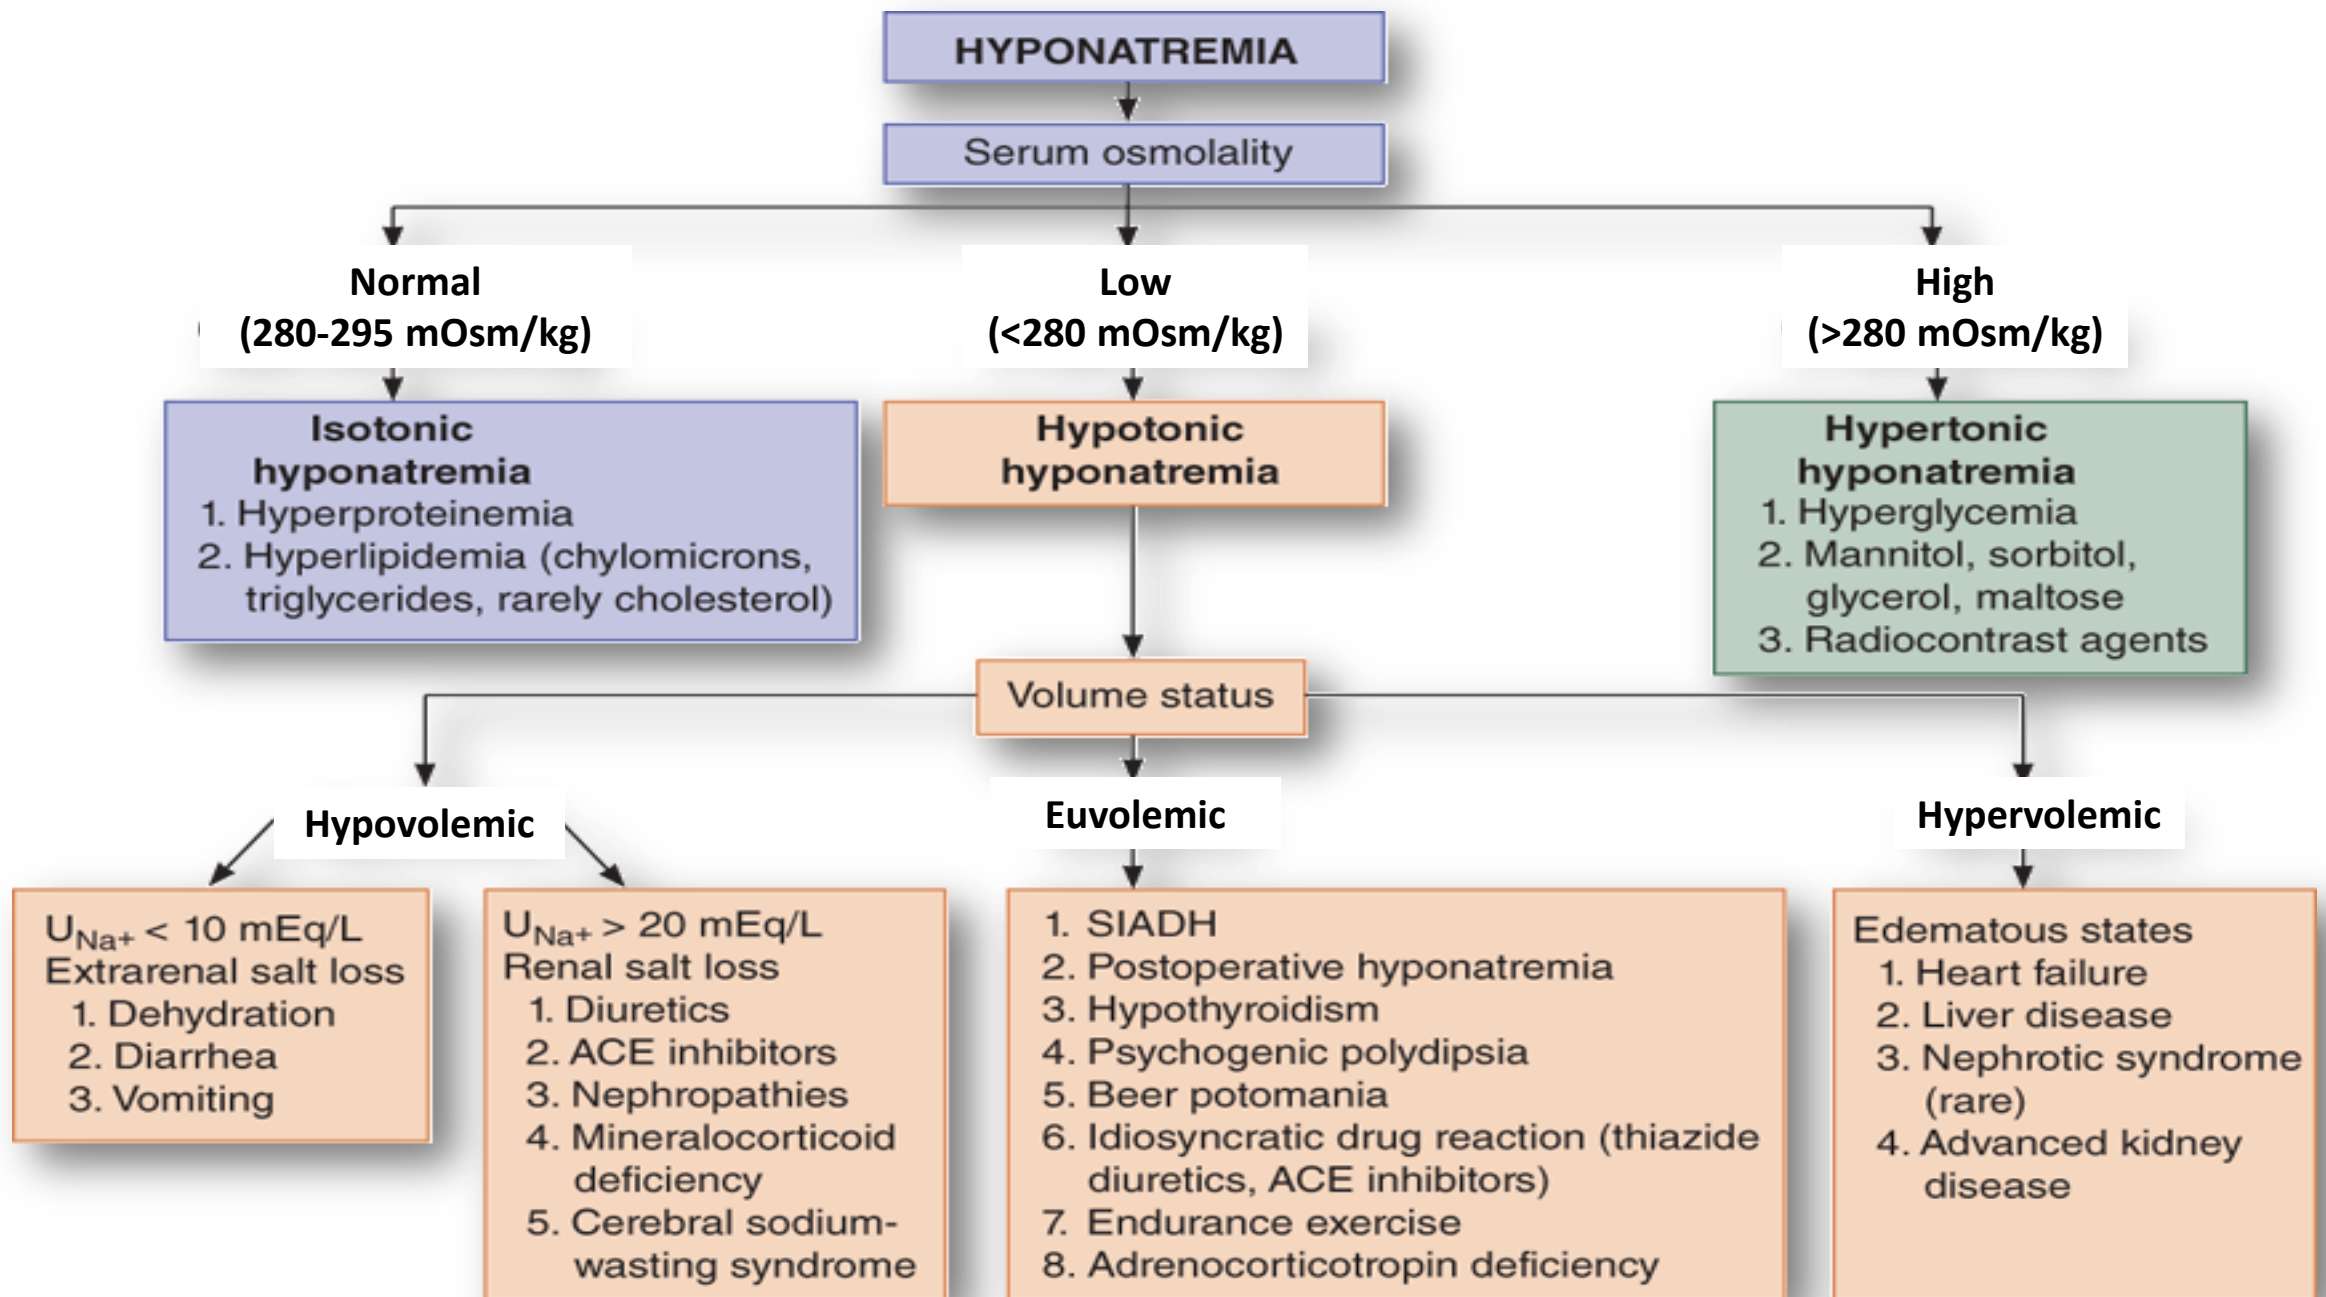 HYPONATREMIA
Serum osmolality
Normal
(280-295 mOsm/kg)
Low
(<280 mOsm/kg)
High
(>280 mOsm/kg)
Isotonic
hyponatremia
1. Hyperproteinemia
2. Hyperlipidemia (chylomicrons,
triglycerides, rarely cholesterol)
Hypotonic
hyponatremia
Hypertonic
hyponatremia
1. Hyperglycemia
2. Mannitol, sorbitol,
glycerol, maltose
3. Radiocontrast agents
Volume status
Hypovolemic
Euvolemic
Hypervolemic
UNa+ < 10 mEq/L
Extrarenal salt loss
1. Dehydration
2. Diarrhea
3. Vomiting
UNa+ > 20 mEq/L
Renal salt loss
1. Diuretics
2. ACE inhibitors
3. Nephropathies
4. Mineralocorticoid
deficiency
5. Cerebral sodium-
wasting syndrome
1. SIADH
2. Postoperative hyponatremia
3. Hypothyroidism
4. Psychogenic polydipsia
5. Beer potomania
6. Idiosyncratic drug reaction (thiazide
diuretics, ACE inhibitors)
7. Endurance exercise
8. Adrenocorticotropin deficiency
Edematous states
1. Heart failure
2. Liver disease
3. Nephrotic syndrome
(rare)
4. Advanced kidney
disease